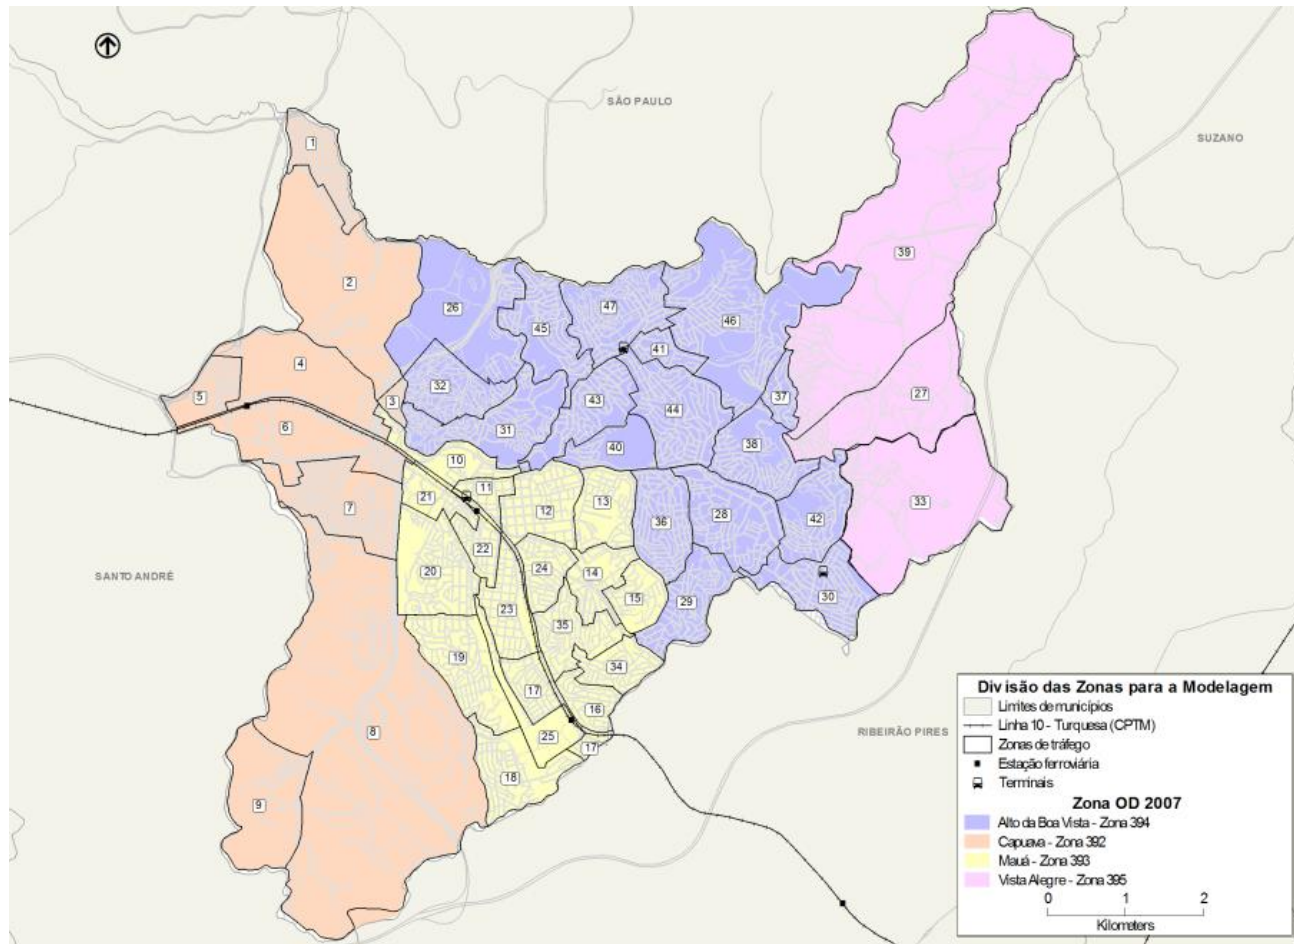 SÃO PAULO
SUZANO
1
39
2
26
47
46
45
41
4
32
5
3
43
44
37
27
6
31
40
38
10
11
21
12
13
33
7
36
28
42
22
SANTO ANDRÉ
20
24
14
15
29
30
23
35
19
34
17
16
8
25
17
RIBEIRÃO PIRES
18
9
Divisão das Zonas para a Modelagem
Limites de municípios
Linha 10 - Turquesa (CPTM)
Zonas de tráfego
Estação ferroviária
Terminais
Zona OD 2007
Alto da Boa Vista - Zona 394
Capuava - Zona 392
Mauá - Zona 393
Vista Alegre - Zona 395
0 1 2
Kilometers